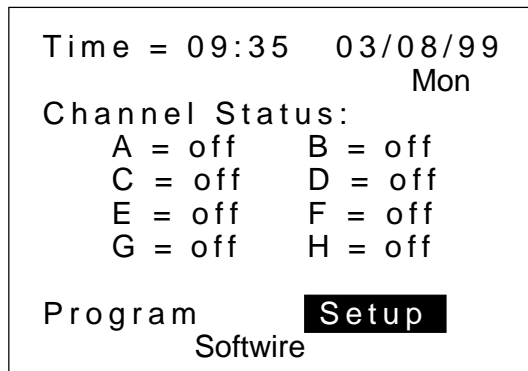 Time = 09:35 03/08/99
Mon
Channel Status:
A = off B = off
C = off D = off
E = off F = off
G = off H = off
Program Setup
Softwire